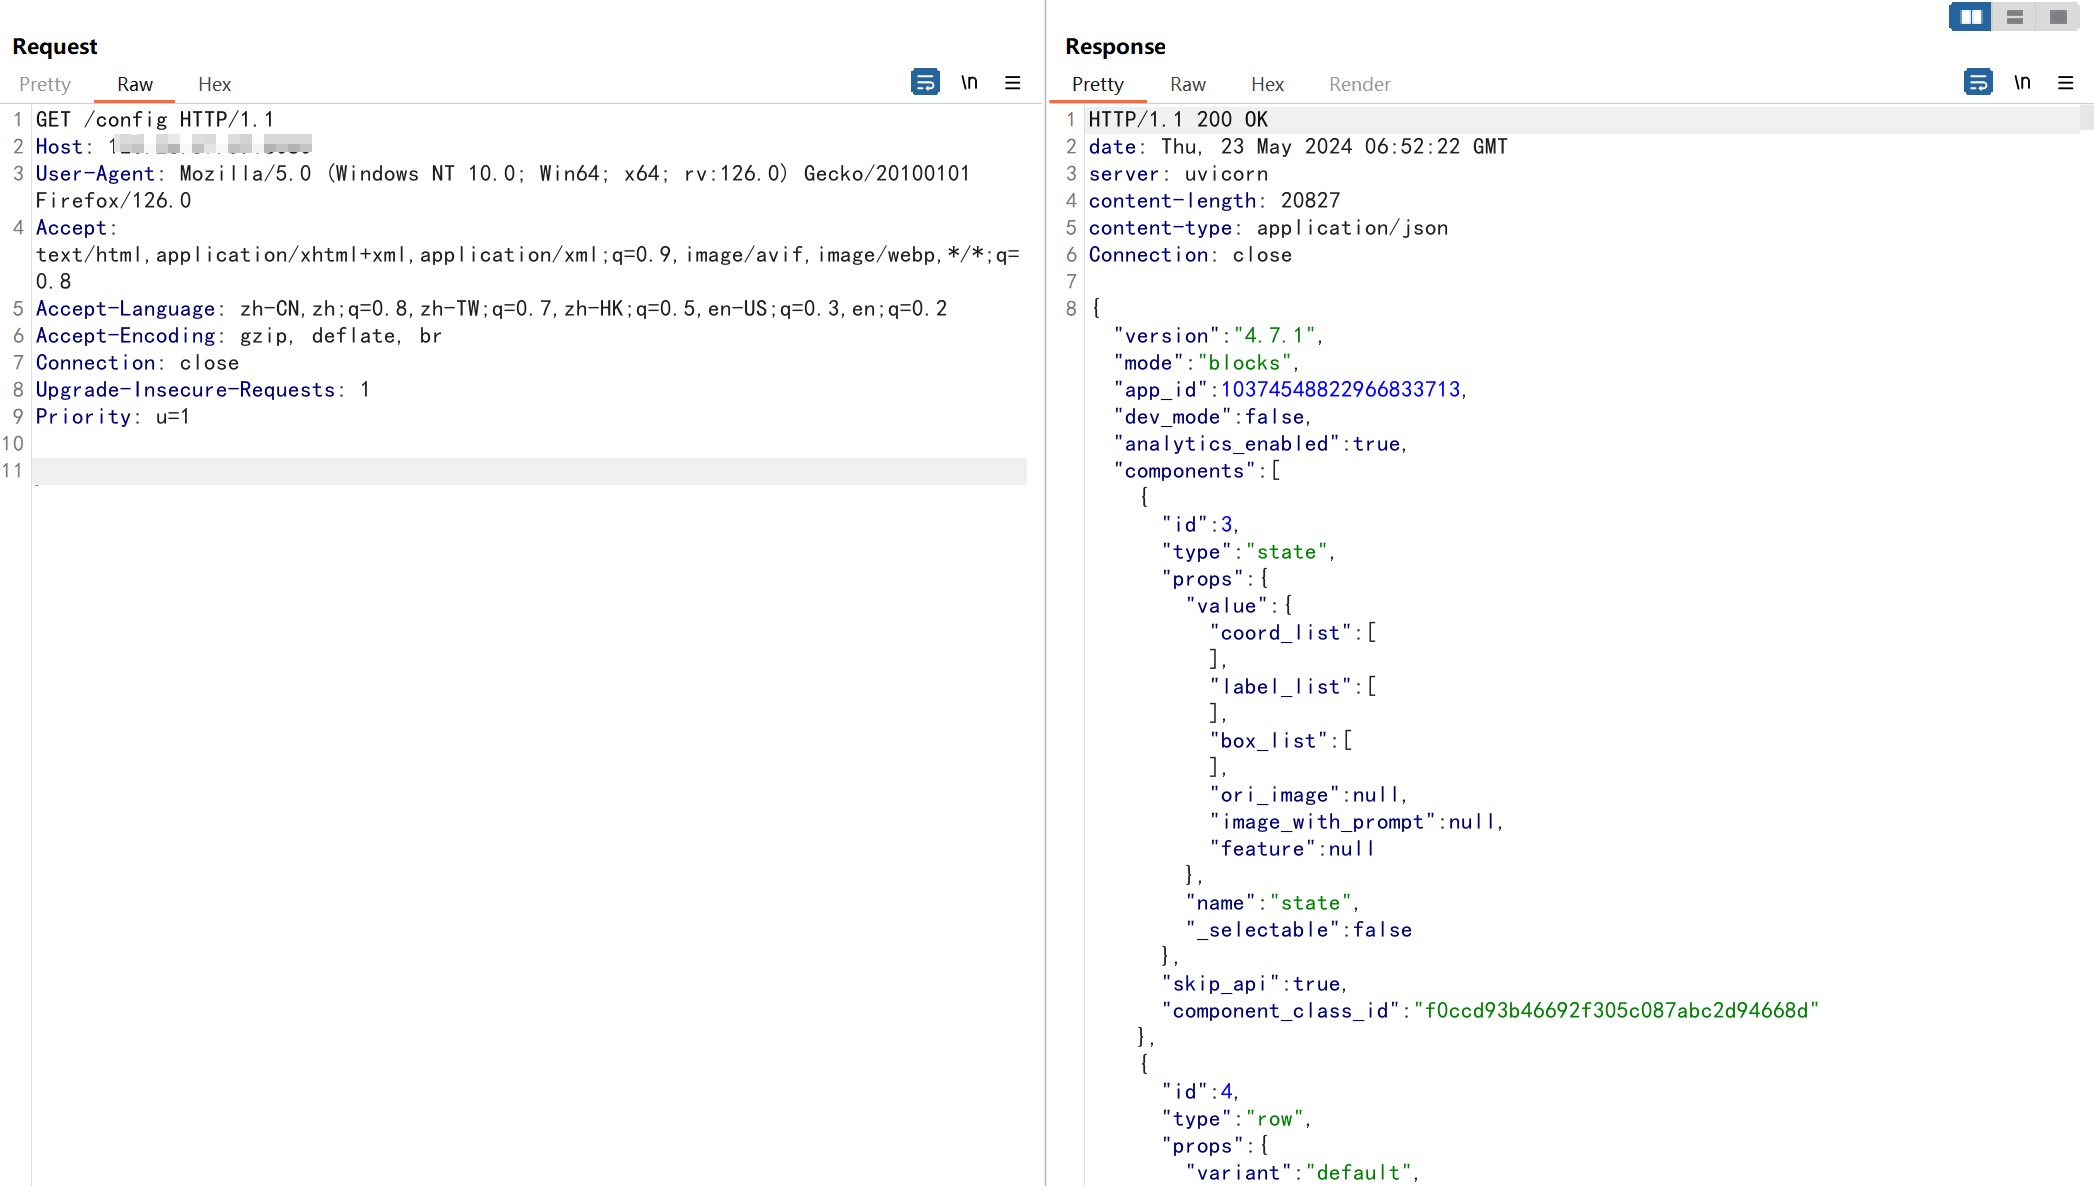 Request
Pretty Raw Hex
\n
1 GET /config HTTP/1.1
2 Host:
3 User-Agent: Mozilla/5.0 (Windows NT 10.0; Win64; x64; rv:126.0) Gecko/20100101
Firefox/126.0
4 Accept:
text/html,application/xhtml+xml,application/xml;q=0.9,image/avif,image/webp,*/*;q=
0.8
5 Accept-Language: zh-CN,zh;q=0.8,zh-TW;q=0.7,zh-HK;q=0.5,en-US;q=0.3,en;q=0.2
6 Accept-Encoding: gzip, deflate, br
7 Connection: close
8 Upgrade-Insecure-Requests: 1
9 Priority: u=1
10
11
Response
Pretty Raw Hex Render
\n
1 HTTP/1.1 200 OK
2 date: Thu, 23 May 2024 06:52:22 GMT
3 server: uvicorn
4 content-length: 20827
5 content-type: application/json
6 Connection: close
7
8 {
"version":"4.7.1",
"mode":"blocks",
"app_id":10374548822966833713,
"dev_mode":false,
"analytics_enabled":true,
"components":[
{
"id":3,
"type":"state",
"props":{
"value":{
"coord_list":[
],
"label_list":[
],
"box_list":[
],
"ori_image":null,
"image_with_prompt":null,
"feature":null
},
"name":"state",
"_selectable":false
},
"skip_api":true,
"component_class_id":"f0ccd93b46692f305c087abc2d94668d"
},
{
"id":4,
"type":"row",
"props":{
"variant":"default",